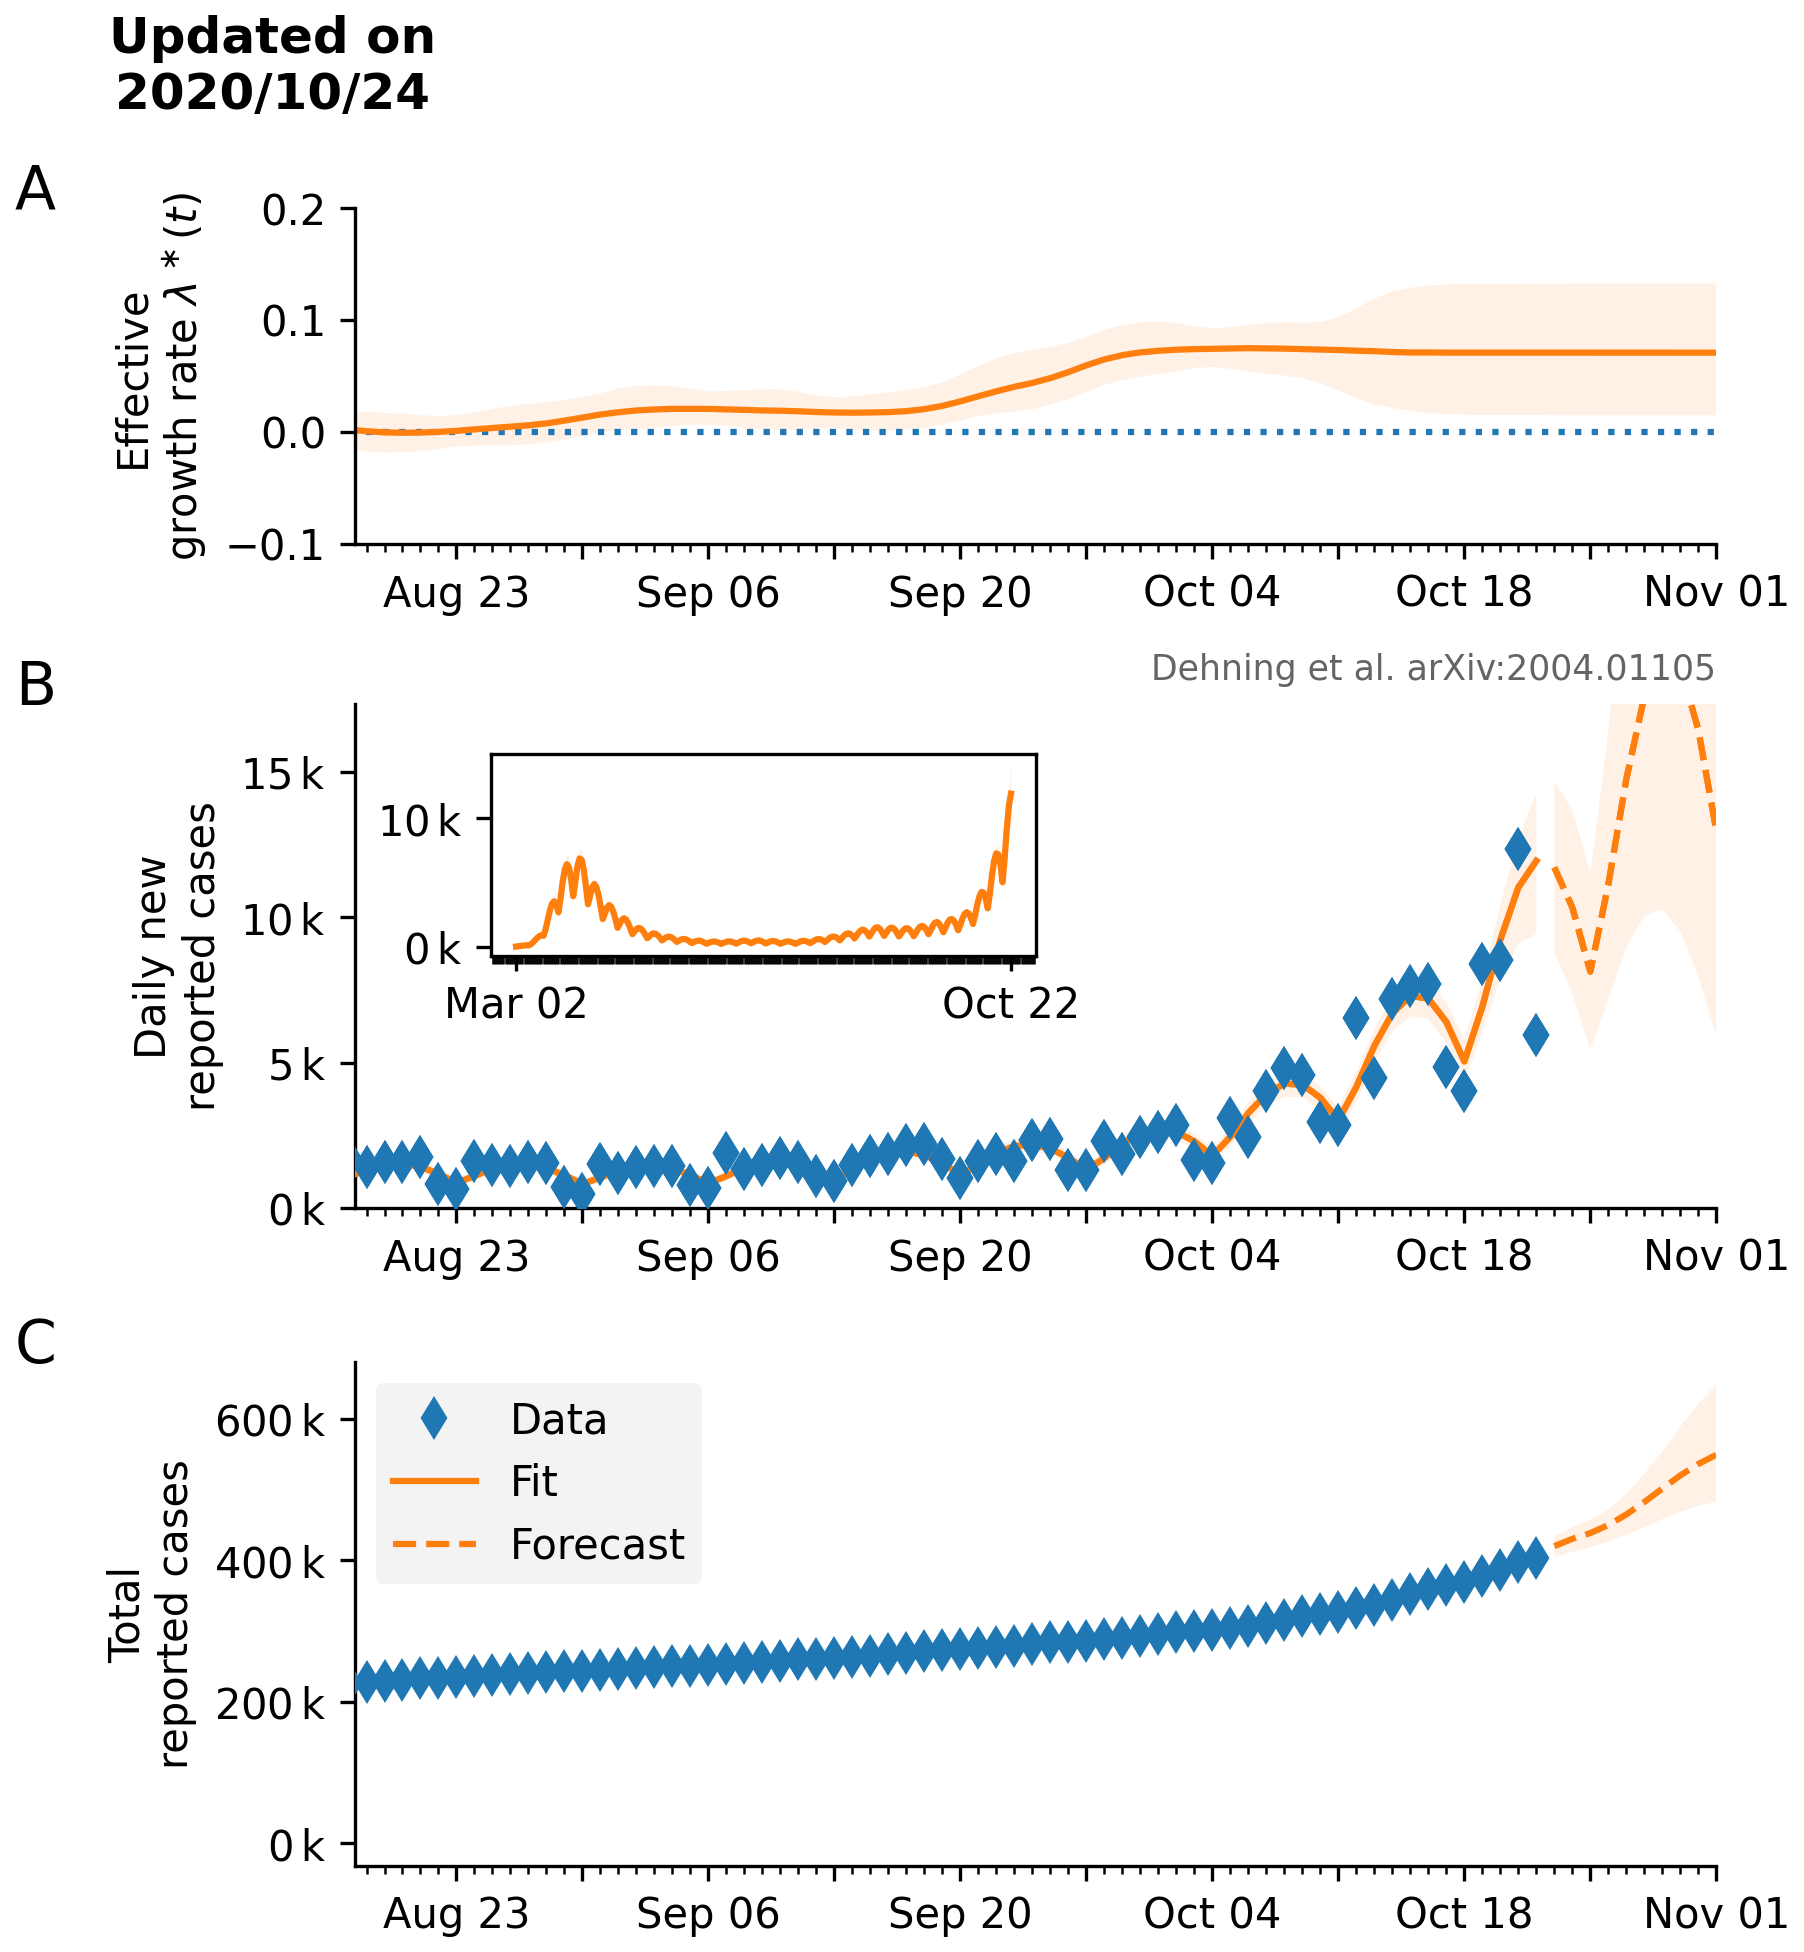 Updated on
2020/10/24
A
Effective
growth rate λ * (t)
0.2
0.1
0.0
−0.1
Aug 23
Sep 06
Sep 20
Oct 04
Oct 18
Nov 01
Dehning et al. arXiv:2004.01105
B
Daily new
reported cases
15 k
10 k
5 k
0 k
10 k
0 k
Mar 02
Oct 22
Aug 23
Sep 06
Sep 20
Oct 04
Oct 18
Nov 01
C
Total
reported cases
600 k
400 k
200 k
0 k
Data
Fit
Forecast
Aug 23
Sep 06
Sep 20
Oct 04
Oct 18
Nov 01